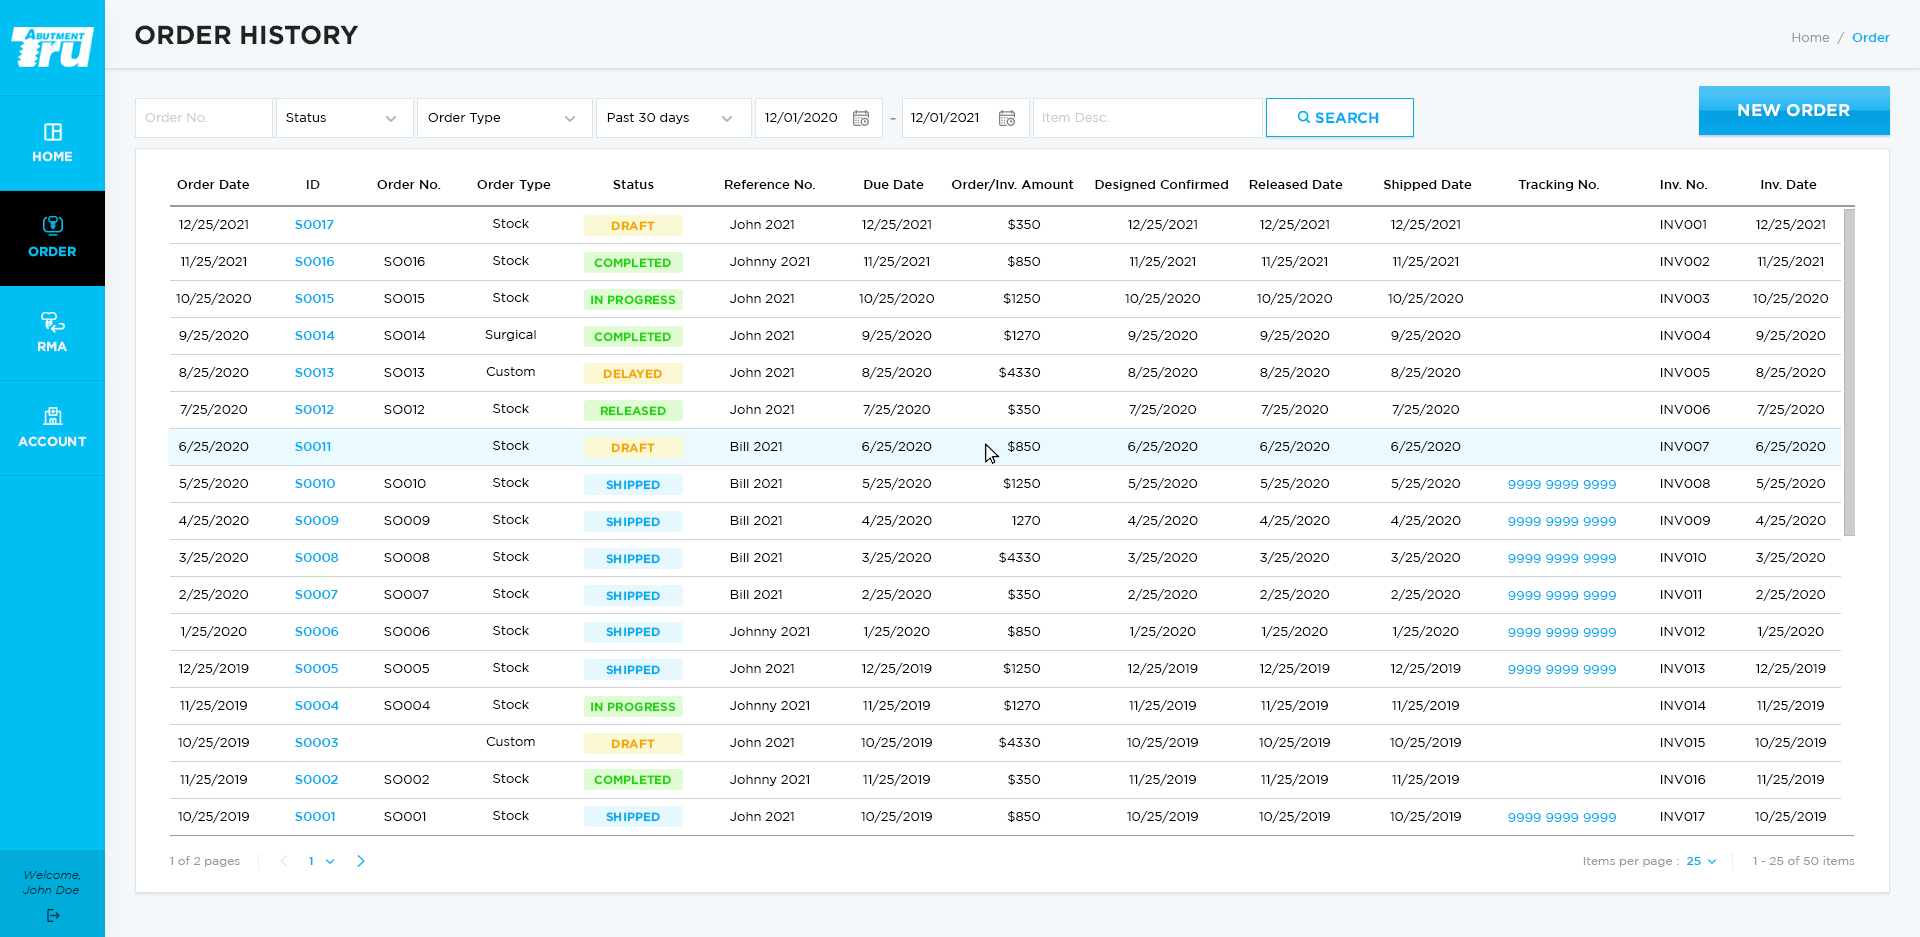 ABUTMENT
Tru
ORDER HISTORY
Home / Order
Order No. Status Order Type Past 30 days 12/01/2020 - 12/01/2021 Item Desc. SEARCH NEW ORDER
HOME
ORDER
RMA
ACCOUNT
Order Date ID Order No. Order Type Status Reference No. Due Date Order/Inv. Amount Designed Confirmed Released Date Shipped Date Tracking No. Inv. No. Inv. Date
12/25/2021 S0017 Stock DRAFT John 2021 12/25/2021 $350 12/25/2021 12/25/2021 12/25/2021 INV001 12/25/2021
11/25/2021 S0016 SO016 Stock COMPLETED Johnny 2021 11/25/2021 $850 11/25/2021 11/25/2021 11/25/2021 INV002 11/25/2021
10/25/2020 S0015 SO015 Stock IN PROGRESS John 2021 10/25/2020 $1250 10/25/2020 10/25/2020 10/25/2020 INV003 10/25/2020
9/25/2020 S0014 SO014 Surgical COMPLETED John 2021 9/25/2020 $1270 9/25/2020 9/25/2020 9/25/2020 INV004 9/25/2020
8/25/2020 S0013 SO013 Custom DELAYED John 2021 8/25/2020 $4330 8/25/2020 8/25/2020 8/25/2020 INV005 8/25/2020
7/25/2020 S0012 SO012 Stock RELEASED John 2021 7/25/2020 $350 7/25/2020 7/25/2020 7/25/2020 INV006 7/25/2020
6/25/2020 S0011 Stock DRAFT Bill 2021 6/25/2020 $850 6/25/2020 6/25/2020 6/25/2020 INV007 6/25/2020
5/25/2020 S0010 SO010 Stock SHIPPED Bill 2021 5/25/2020 $1250 5/25/2020 5/25/2020 5/25/2020 9999 9999 9999 INV008 5/25/2020
4/25/2020 S0009 SO009 Stock SHIPPED Bill 2021 4/25/2020 1270 4/25/2020 4/25/2020 4/25/2020 9999 9999 9999 INV009 4/25/2020
3/25/2020 S0008 SO008 Stock SHIPPED Bill 2021 3/25/2020 $4330 3/25/2020 3/25/2020 3/25/2020 9999 9999 9999 INV010 3/25/2020
2/25/2020 S0007 SO007 Stock SHIPPED Bill 2021 2/25/2020 $350 2/25/2020 2/25/2020 2/25/2020 9999 9999 9999 INV011 2/25/2020
1/25/2020 S0006 SO006 Stock SHIPPED Johnny 2021 1/25/2020 $850 1/25/2020 1/25/2020 1/25/2020 9999 9999 9999 INV012 1/25/2020
12/25/2019 S0005 SO005 Stock SHIPPED John 2021 12/25/2019 $1250 12/25/2019 12/25/2019 12/25/2019 9999 9999 9999 INV013 12/25/2019
11/25/2019 S0004 SO004 Stock IN PROGRESS Johnny 2021 11/25/2019 $1270 11/25/2019 11/25/2019 11/25/2019 INV014 11/25/2019
10/25/2019 S0003 Custom DRAFT John 2021 10/25/2019 $4330 10/25/2019 10/25/2019 10/25/2019 INV015 10/25/2019
11/25/2019 S0002 SO002 Stock COMPLETED Johnny 2021 11/25/2019 $350 11/25/2019 11/25/2019 11/25/2019 INV016 11/25/2019
10/25/2019 S0001 SO001 Stock SHIPPED John 2021 10/25/2019 $850 10/25/2019 10/25/2019 10/25/2019 9999 9999 9999 INV017 10/25/2019
1 of 2 pages 1 Items per page : 25 1 - 25 of 50 items
Welcome,
John Doe